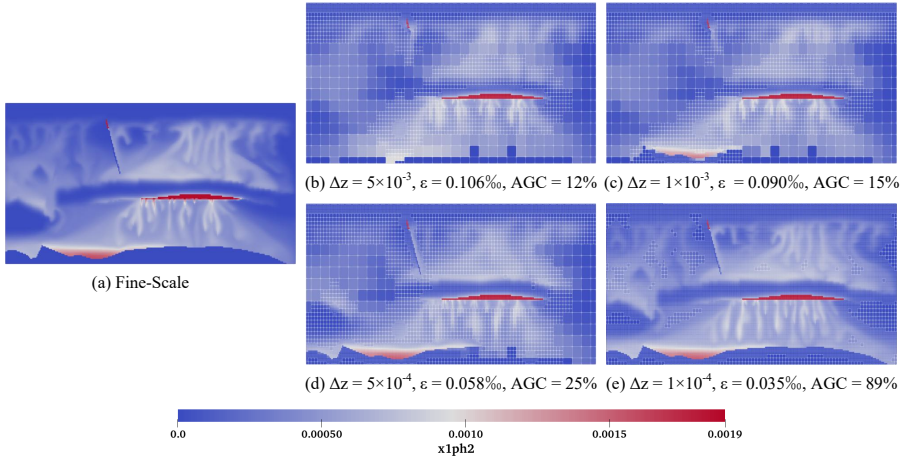 (a) Fine-Scale
(b) Δz = 5×10⁻³, ε = 0.106‰, AGC = 12%
(c) Δz = 1×10⁻³, ε = 0.090‰, AGC = 15%
(d) Δz = 5×10⁻⁴, ε = 0.058‰, AGC = 25%
(e) Δz = 1×10⁻⁴, ε = 0.035‰, AGC = 89%
0.0 0.00050 0.0010 0.0015 0.0019
x1ph2